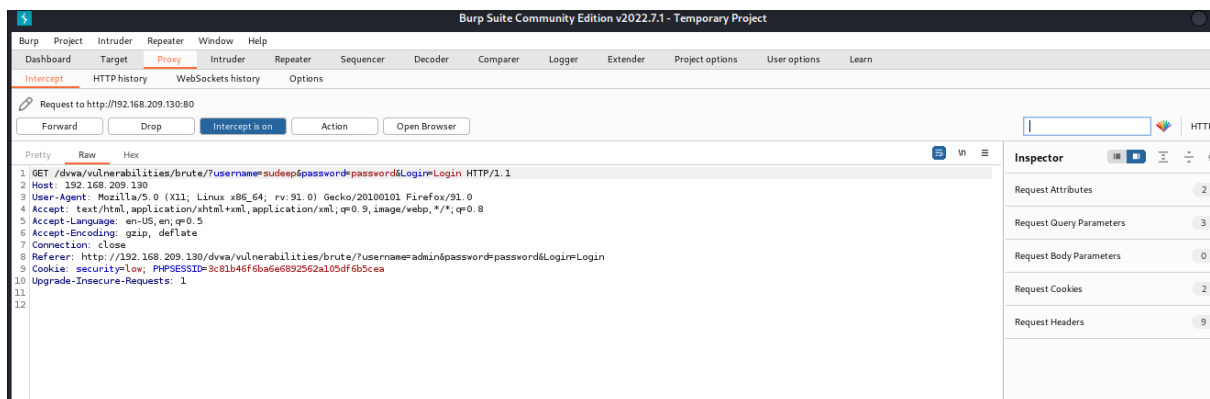 Burp Suite Community Edition v2022.7.1 - Temporary Project
Burp Project Intruder Repeater Window Help
Dashboard Target Proxy Intruder Repeater Sequencer Decoder Comparer Logger Extender Project options User options Learn
Intercept HTTP history WebSockets history Options
Request to http://192.168.209.130:80
Forward Drop Intercept is on Action Open Browser HTTP
Pretty Raw Hex \n Inspector
1 GET /dvwa/vulnerabilities/brute/?username=sudeep&password=password&Login=Login HTTP/1.1
2 Host: 192.168.209.130
3 User-Agent: Mozilla/5.0 (X11; Linux x86_64; rv:91.0) Gecko/20100101 Firefox/91.0
4 Accept: text/html,application/xhtml+xml,application/xml;q=0.9,image/webp,*/*;q=0.8
5 Accept-Language: en-US,en;q=0.5
6 Accept-Encoding: gzip, deflate
7 Connection: close
8 Referer: http://192.168.209.130/dvwa/vulnerabilities/brute/?username=admin&password=password&Login=Login
9 Cookie: security=low; PHPSESSID=3c81b46f6ba6e6892562a105df6b5cea
10 Upgrade-Insecure-Requests: 1
11
12
Request Attributes 2
Request Query Parameters 3
Request Body Parameters 0
Request Cookies 2
Request Headers 9